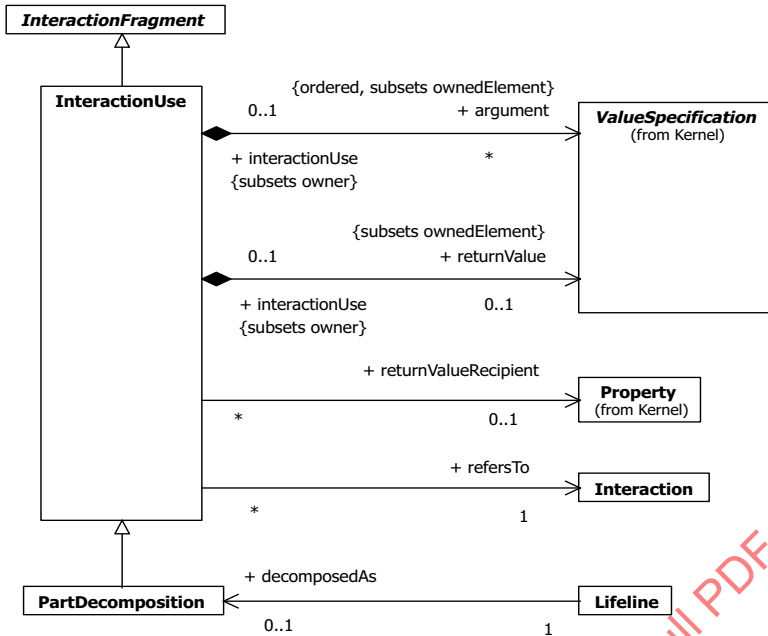 InteractionFragment
InteractionUse
{ordered, subsets ownedElement}
0..1
+ argument
ValueSpecification
(from Kernel)
+ interactionUse
*
{subsets owner}
{subsets ownedElement}
0..1
+ returnValue
+ interactionUse
0..1
{subsets owner}
+ returnValueRecipient
Property
(from Kernel)
*
0..1
+ refersTo
Interaction
*
1
+ decomposedAs
PartDecomposition
Lifeline
0..1
1
PDF